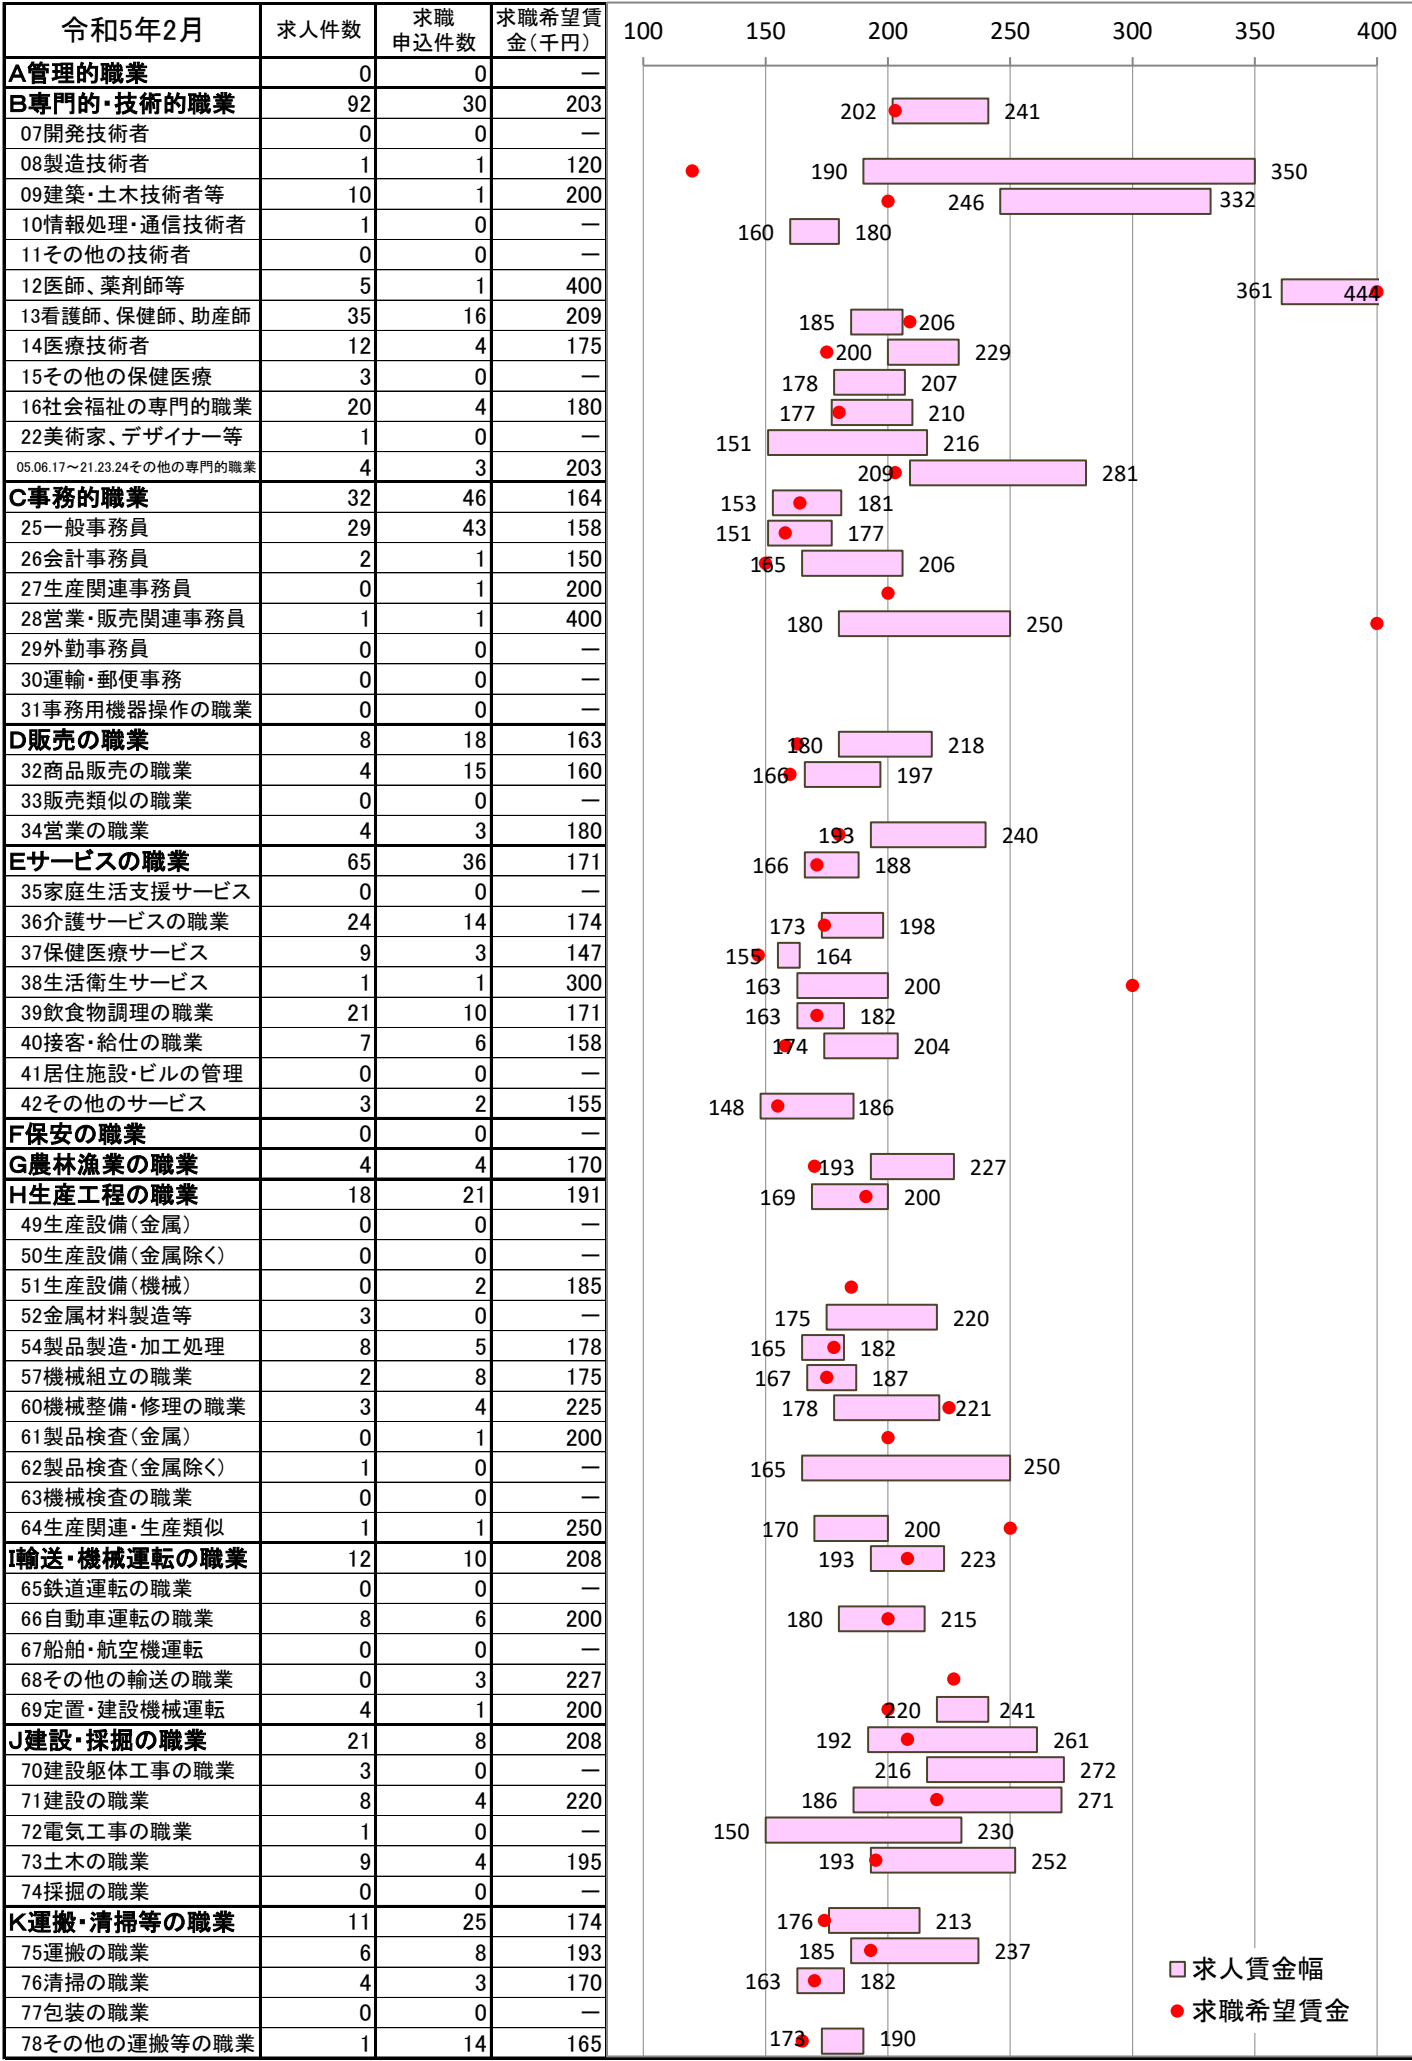 令和5年2月 求人件数 求職申込件数 求職希望賃金(千円) 100 150 200 250 300 350 400
A管理的職業 0 0 ―
B専門的・技術的職業 92 30 203 202 241
07開発技術者 0 0 ―
08製造技術者 1 1 120 190 350
09建築・土木技術者等 10 1 200 246 332
10情報処理・通信技術者 1 0 ― 160 180
11その他の技術者 0 0 ―
12医師、薬剤師等 5 1 400 361 444
13看護師、保健師、助産師 35 16 209 185 206
14医療技術者 12 4 175 200 229
15その他の保健医療 3 0 ― 178 207
16社会福祉の専門的職業 20 4 180 177 210
22美術家、デザイナー等 1 0 ― 151 216
05.06.17～21.23.24その他の専門的職業 4 3 203 209 281
C事務的職業 32 46 164 153 181
25一般事務員 29 43 158 151 177
26会計事務員 2 1 150 165 206
27生産関連事務員 0 1 200
28営業・販売関連事務員 1 1 400 180 250
29外勤事務員 0 0 ―
30運輸・郵便事務 0 0 ―
31事務用機器操作の職業 0 0 ―
D販売の職業 8 18 163 180 218
32商品販売の職業 4 15 160 166 197
33販売類似の職業 0 0 ―
34営業の職業 4 3 180 193 240
Eサービスの職業 65 36 171 166 188
35家庭生活支援サービス 0 0 ―
36介護サービスの職業 24 14 174 173 198
37保健医療サービス 9 3 147 155 164
38生活衛生サービス 1 1 300 163 200
39飲食物調理の職業 21 10 171 163 182
40接客・給仕の職業 7 6 158 174 204
41居住施設・ビルの管理 0 0 ―
42その他のサービス 3 2 155 148 186
F保安の職業 0 0 ―
G農林漁業の職業 4 4 170 193 227
H生産工程の職業 18 21 191 169 200
49生産設備(金属) 0 0 ―
50生産設備(金属除く) 0 0 ―
51生産設備(機械) 0 2 185
52金属材料製造等 3 0 ― 175 220
54製品製造・加工処理 8 5 178 165 182
57機械組立の職業 2 8 175 167 187
60機械整備・修理の職業 3 4 225 178 221
61製品検査(金属) 0 1 200
62製品検査(金属除く) 1 0 ― 165 250
63機械検査の職業 0 0 ―
64生産関連・生産類似 1 1 250 170 200
I輸送・機械運転の職業 12 10 208 193 223
65鉄道運転の職業 0 0 ―
66自動車運転の職業 8 6 200 180 215
67船舶・航空機運転 0 0 ―
68その他の輸送の職業 0 3 227
69定置・建設機械運転 4 1 200 220 241
J建設・採掘の職業 21 8 208 192 261
70建設躯体工事の職業 3 0 ― 216 272
71建設の職業 8 4 220 186 271
72電気工事の職業 1 0 ― 150 230
73土木の職業 9 4 195 193 252
74採掘の職業 0 0 ―
K運搬・清掃等の職業 11 25 174 176 213
75運搬の職業 6 8 193 185 237
76清掃の職業 4 3 170 163 182
77包装の職業 0 0 ―
78その他の運搬等の職業 1 14 165 173 190
求人賃金幅
求職希望賃金